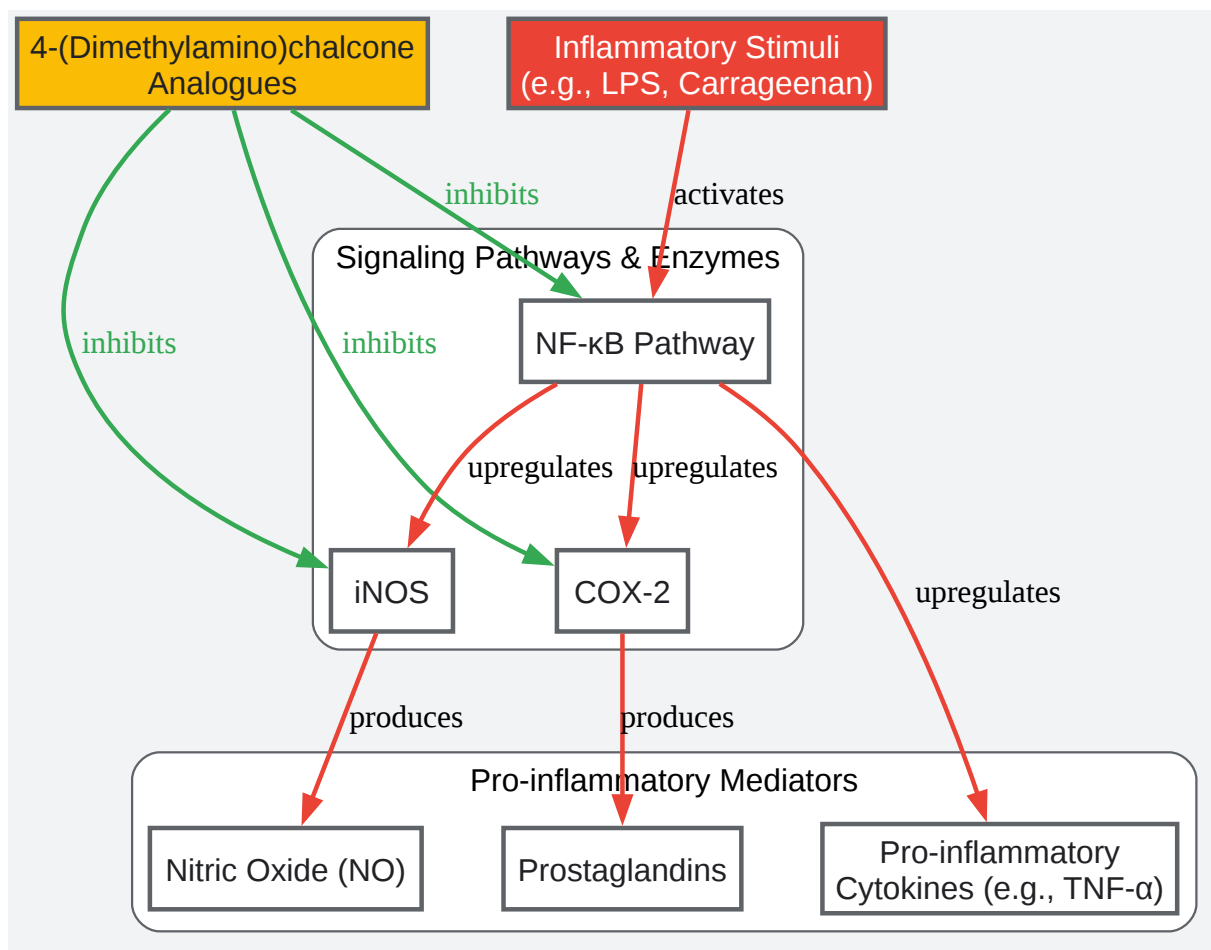 4-(Dimethylamino)chalcone
Analogues
Inflammatory Stimuli
(e.g., LPS, Carrageenan)
inhibits
activates
Signaling Pathways & Enzymes
inhibits
inhibits
NF-κB Pathway
upregulates
upregulates
iNOS
COX-2
upregulates
produces
produces
Pro-inflammatory Mediators
Nitric Oxide (NO)
Prostaglandins
Pro-inflammatory
Cytokines (e.g., TNF-α)